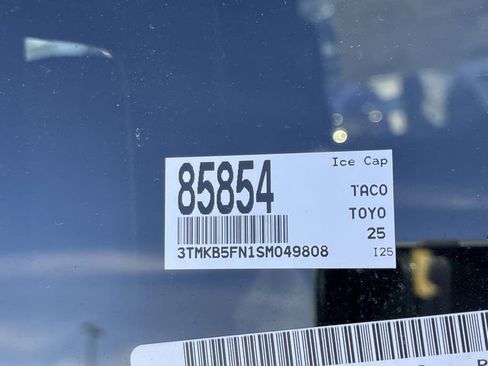 Ice Cap
85854
TACO
TOYO
25
3TMKB5FN1SM049808
I25